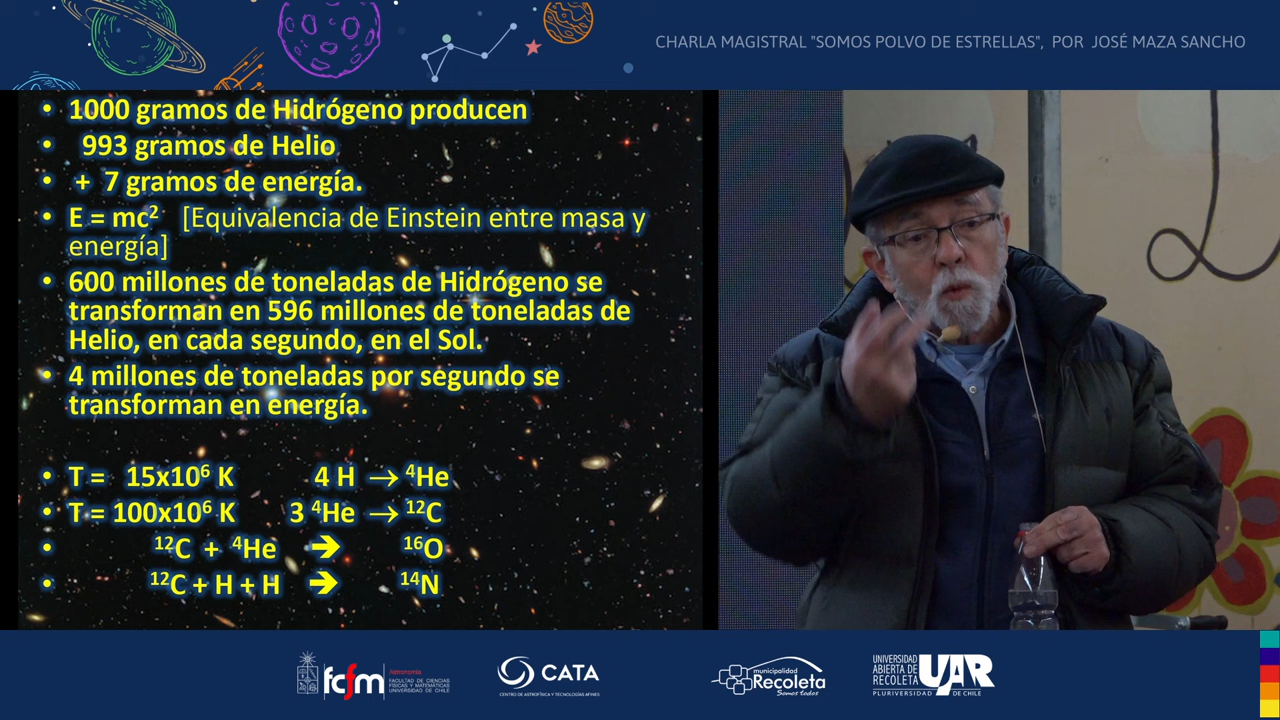 CHARLA MAGISTRAL "SOMOS POLVO DE ESTRELLAS", POR JOSÉ MAZA SANCHO
• 1000 gramos de Hidrógeno producen
• 993 gramos de Helio
• + 7 gramos de energía.
• E = mc² [Equivalencia de Einstein entre masa y
energía]
• 600 millones de toneladas de Hidrógeno se
transforman en 596 millones de toneladas de
Helio, en cada segundo, en el Sol.
• 4 millones de toneladas por segundo se
transforman en energía.
• T = 15x10⁶ K 4 H → ⁴He
• T = 100x10⁶ K 3 ⁴He → ¹²C
• ¹²C + ⁴He ➔ ¹⁶O
• ¹²C + H + H ➔ ¹⁴N
fcfm
Astronomía
FACULTAD DE CIENCIAS
FÍSICAS Y MATEMÁTICAS
UNIVERSIDAD DE CHILE
CATA
CENTRO DE ASTROFÍSICA Y TECNOLOGÍAS AFINES
municipalidad
Recoleta
Somos todos
UNIVERSIDAD
ABIERTA DE
RECOLETA
UAR
PLURIVERSIDAD DE CHILE